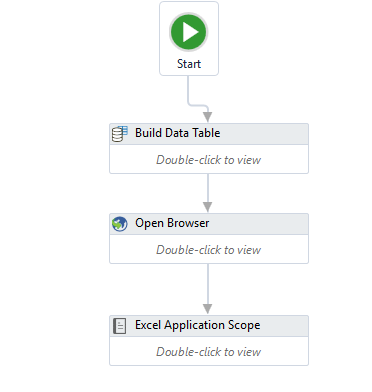 Start
Build Data Table
Double-click to view
Open Browser
Double-click to view
Excel Application Scope
Double-click to view